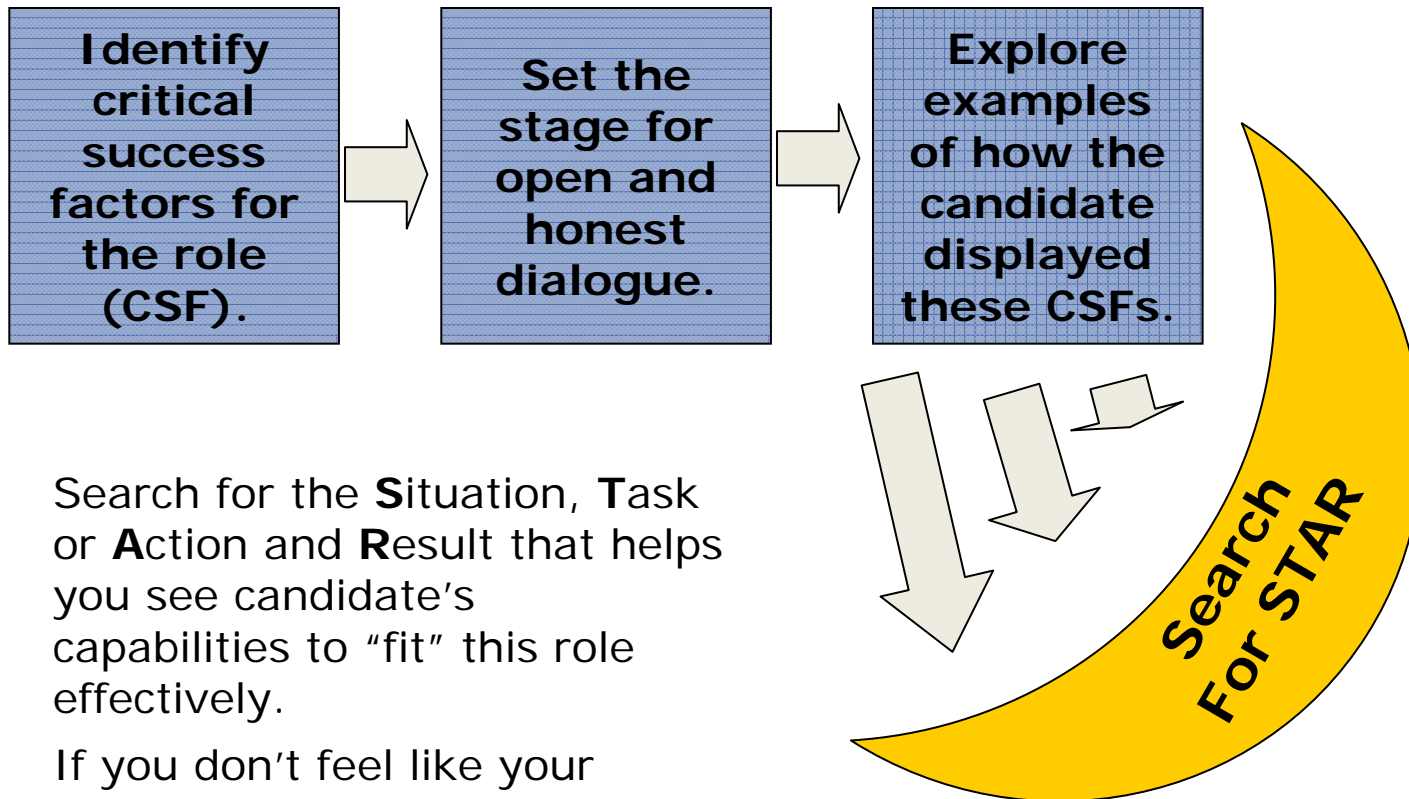 Identify
critical
success
factors for
the role
(CSF).
Set the
stage for
open and
honest
dialogue.
Explore
examples
of how the
candidate
displayed
these CSFs.
Search for the Situation, Task
or Action and Result that helps
you see candidate's
capabilities to “fit” this role
effectively.
If you don't feel like your
Search
For STAR